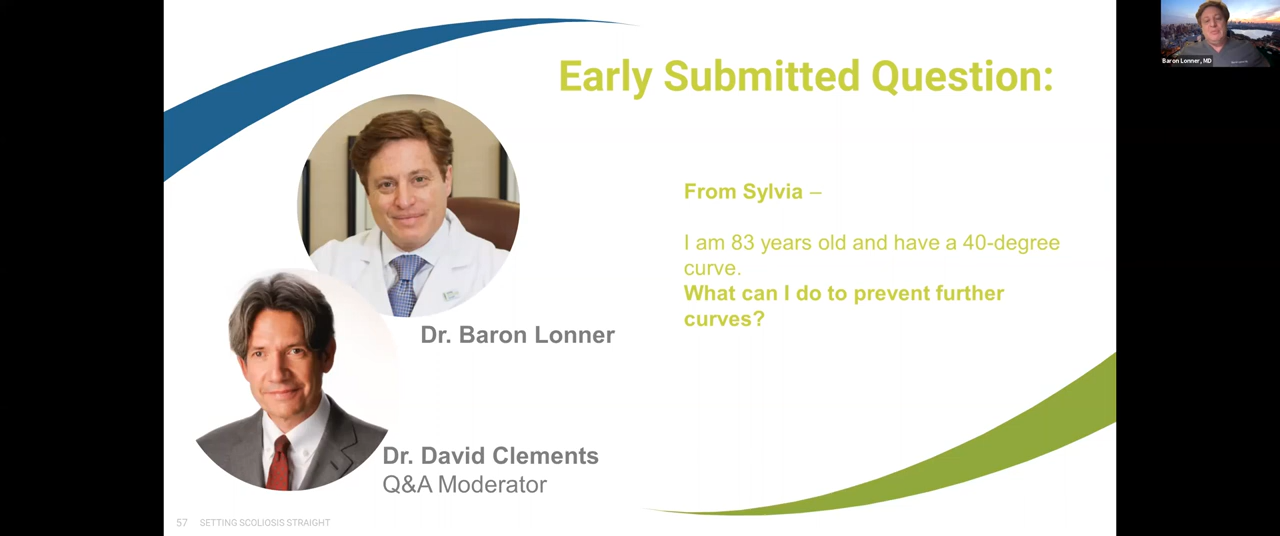 Early Submitted Question:
From Sylvia –
I am 83 years old and have a 40-degree
curve.
What can I do to prevent further
curves?
Dr. Baron Lonner
Dr. David Clements
Q&A Moderator
57 SETTING SCOLIOSIS STRAIGHT
Baron Lonner, MD